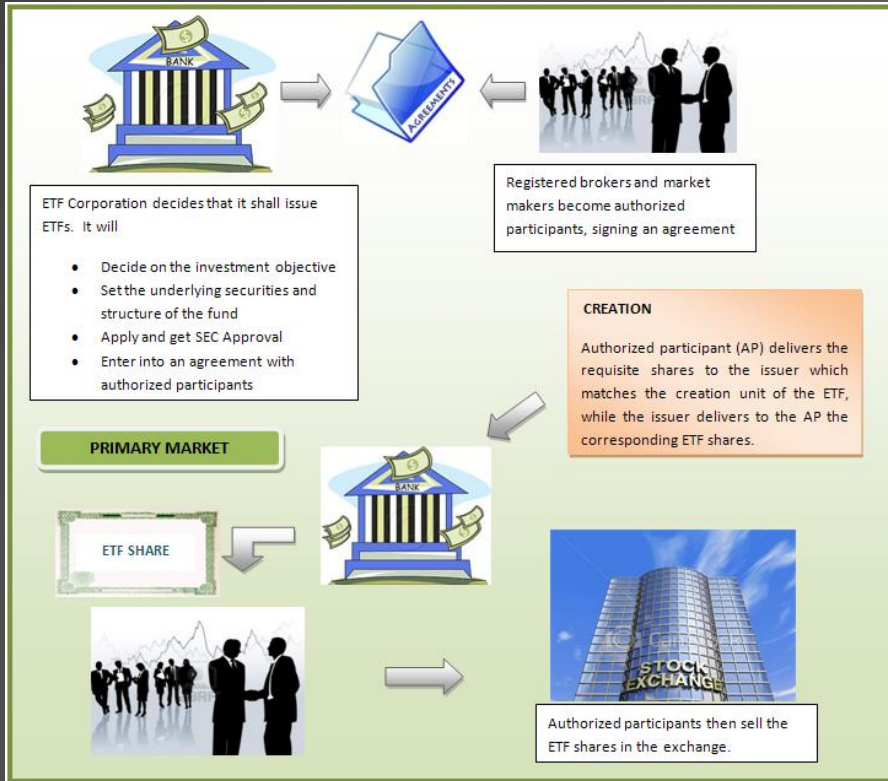 BANK
AGREEMENTS
ETF Corporation decides that it shall issue
ETFs. It will
• Decide on the investment objective
• Set the underlying securities and
structure of the fund
• Apply and get SEC Approval
• Enter into an agreement with
authorized participants
Registered brokers and market
makers become authorized
participants, signing an agreement
CREATION
Authorized participant (AP) delivers the
requisite shares to the issuer which
matches the creation unit of the ETF,
while the issuer delivers to the AP the
corresponding ETF shares.
PRIMARY MARKET
BANK
ETF SHARE
STOCK
EXCHANGE
Authorized participants then sell the
ETF shares in the exchange.